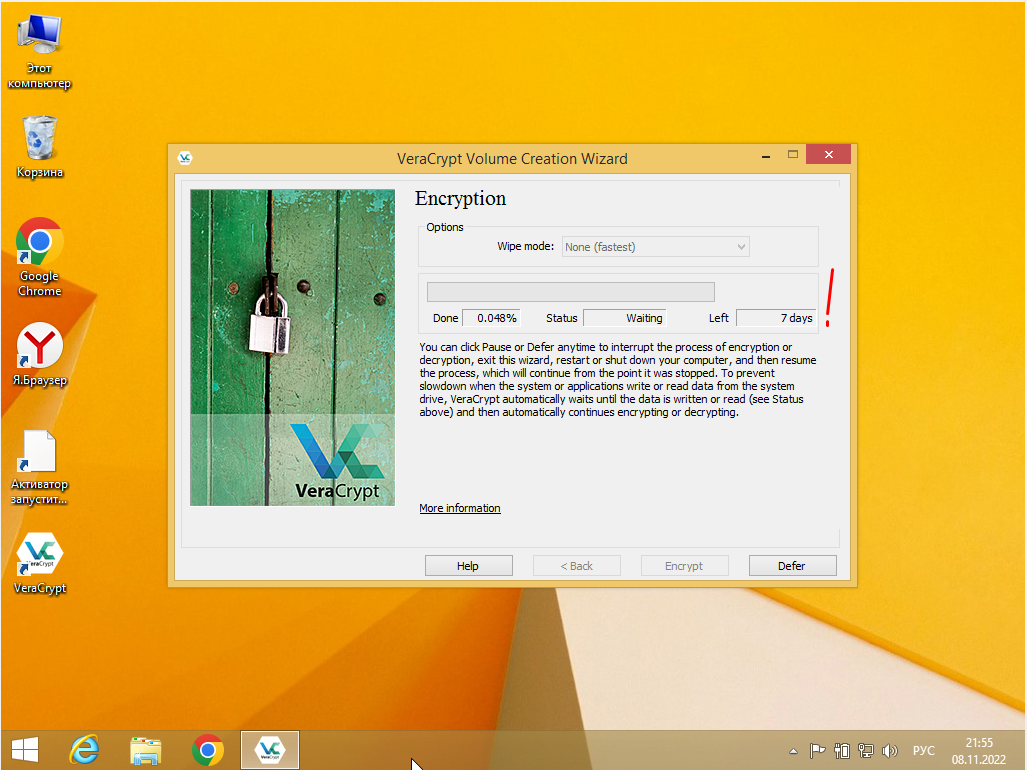 Этот
компьютер
Корзина
Google
Chrome
Я.Браузер
Активатор
запустит...
VeraCrypt
VeraCrypt Volume Creation Wizard
Encryption
Options
Wipe mode: None (fastest)
Done 0.048% Status Waiting Left 7 days
!
You can click Pause or Defer anytime to interrupt the process of encryption or
decryption, exit this wizard, restart or shut down your computer, and then resume
the process, which will continue from the point it was stopped. To prevent
slowdown when the system or applications write or read data from the system
drive, VeraCrypt automatically waits until the data is written or read (see Status
above) and then automatically continues encrypting or decrypting.
VeraCrypt
More information
Help < Back Encrypt Defer
РУС
21:55
08.11.2022